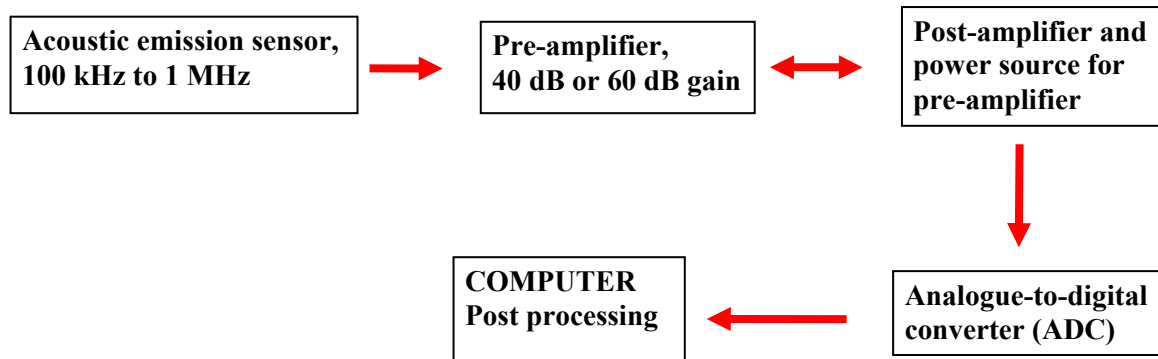 Acoustic emission sensor,
100 kHz to 1 MHz
Pre-amplifier,
40 dB or 60 dB gain
Post-amplifier and
power source for
pre-amplifier
Analogue-to-digital
converter (ADC)
COMPUTER
Post processing